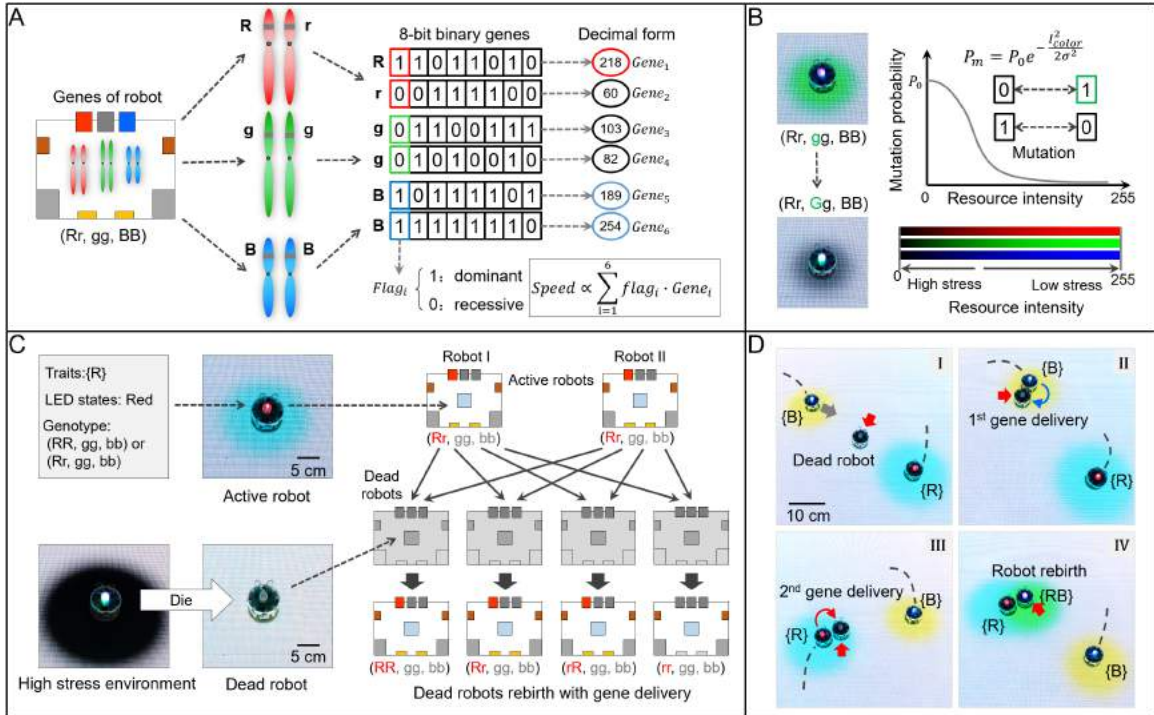 A
R r
Genes of robot
g g
(Rr, gg, BB)
B B
8-bit binary genes Decimal form
R 1 1 0 1 1 0 1 0 218 Gene₁
r 0 0 1 1 1 1 0 0 60 Gene₂
g 0 1 1 0 0 1 1 1 103 Gene₃
g 0 1 0 1 0 0 1 0 82 Gene₄
B 1 0 1 1 1 1 0 1 189 Gene₅
B 1 1 1 1 1 1 1 0 254 Gene₆
Flagᵢ { 1: dominant
0: recessive
Speed ∝ ∑ᵢ₌₁⁶ flagᵢ · Geneᵢ
B
(Rr, gg, BB)
(Rr, Gg, BB)
Pₘ = P₀e^(-l²color/2σ²)
P₀
Mutation probability
0 1
1 0
Mutation
Resource intensity 255
0 255
High stress Low stress
Resource intensity
C
Traits:{R}
LED states: Red
Genotype:
(RR, gg, bb) or
(Rr, gg, bb)
5 cm
Active robot
Die
5 cm
High stress environment Dead robot
Robot I Robot II
Active robots
(Rr, gg, bb) (Rr, gg, bb)
Dead
robots
(RR, gg, bb) (Rr, gg, bb) (rR, gg, bb) (rr, gg, bb)
Dead robots rebirth with gene delivery
D
I
{B}
Dead robot
{R}
10 cm
II
{B}
1st gene delivery
{R}
III
2nd gene delivery
{B}
{R}
IV
Robot rebirth
{RB}
{R}
{B}